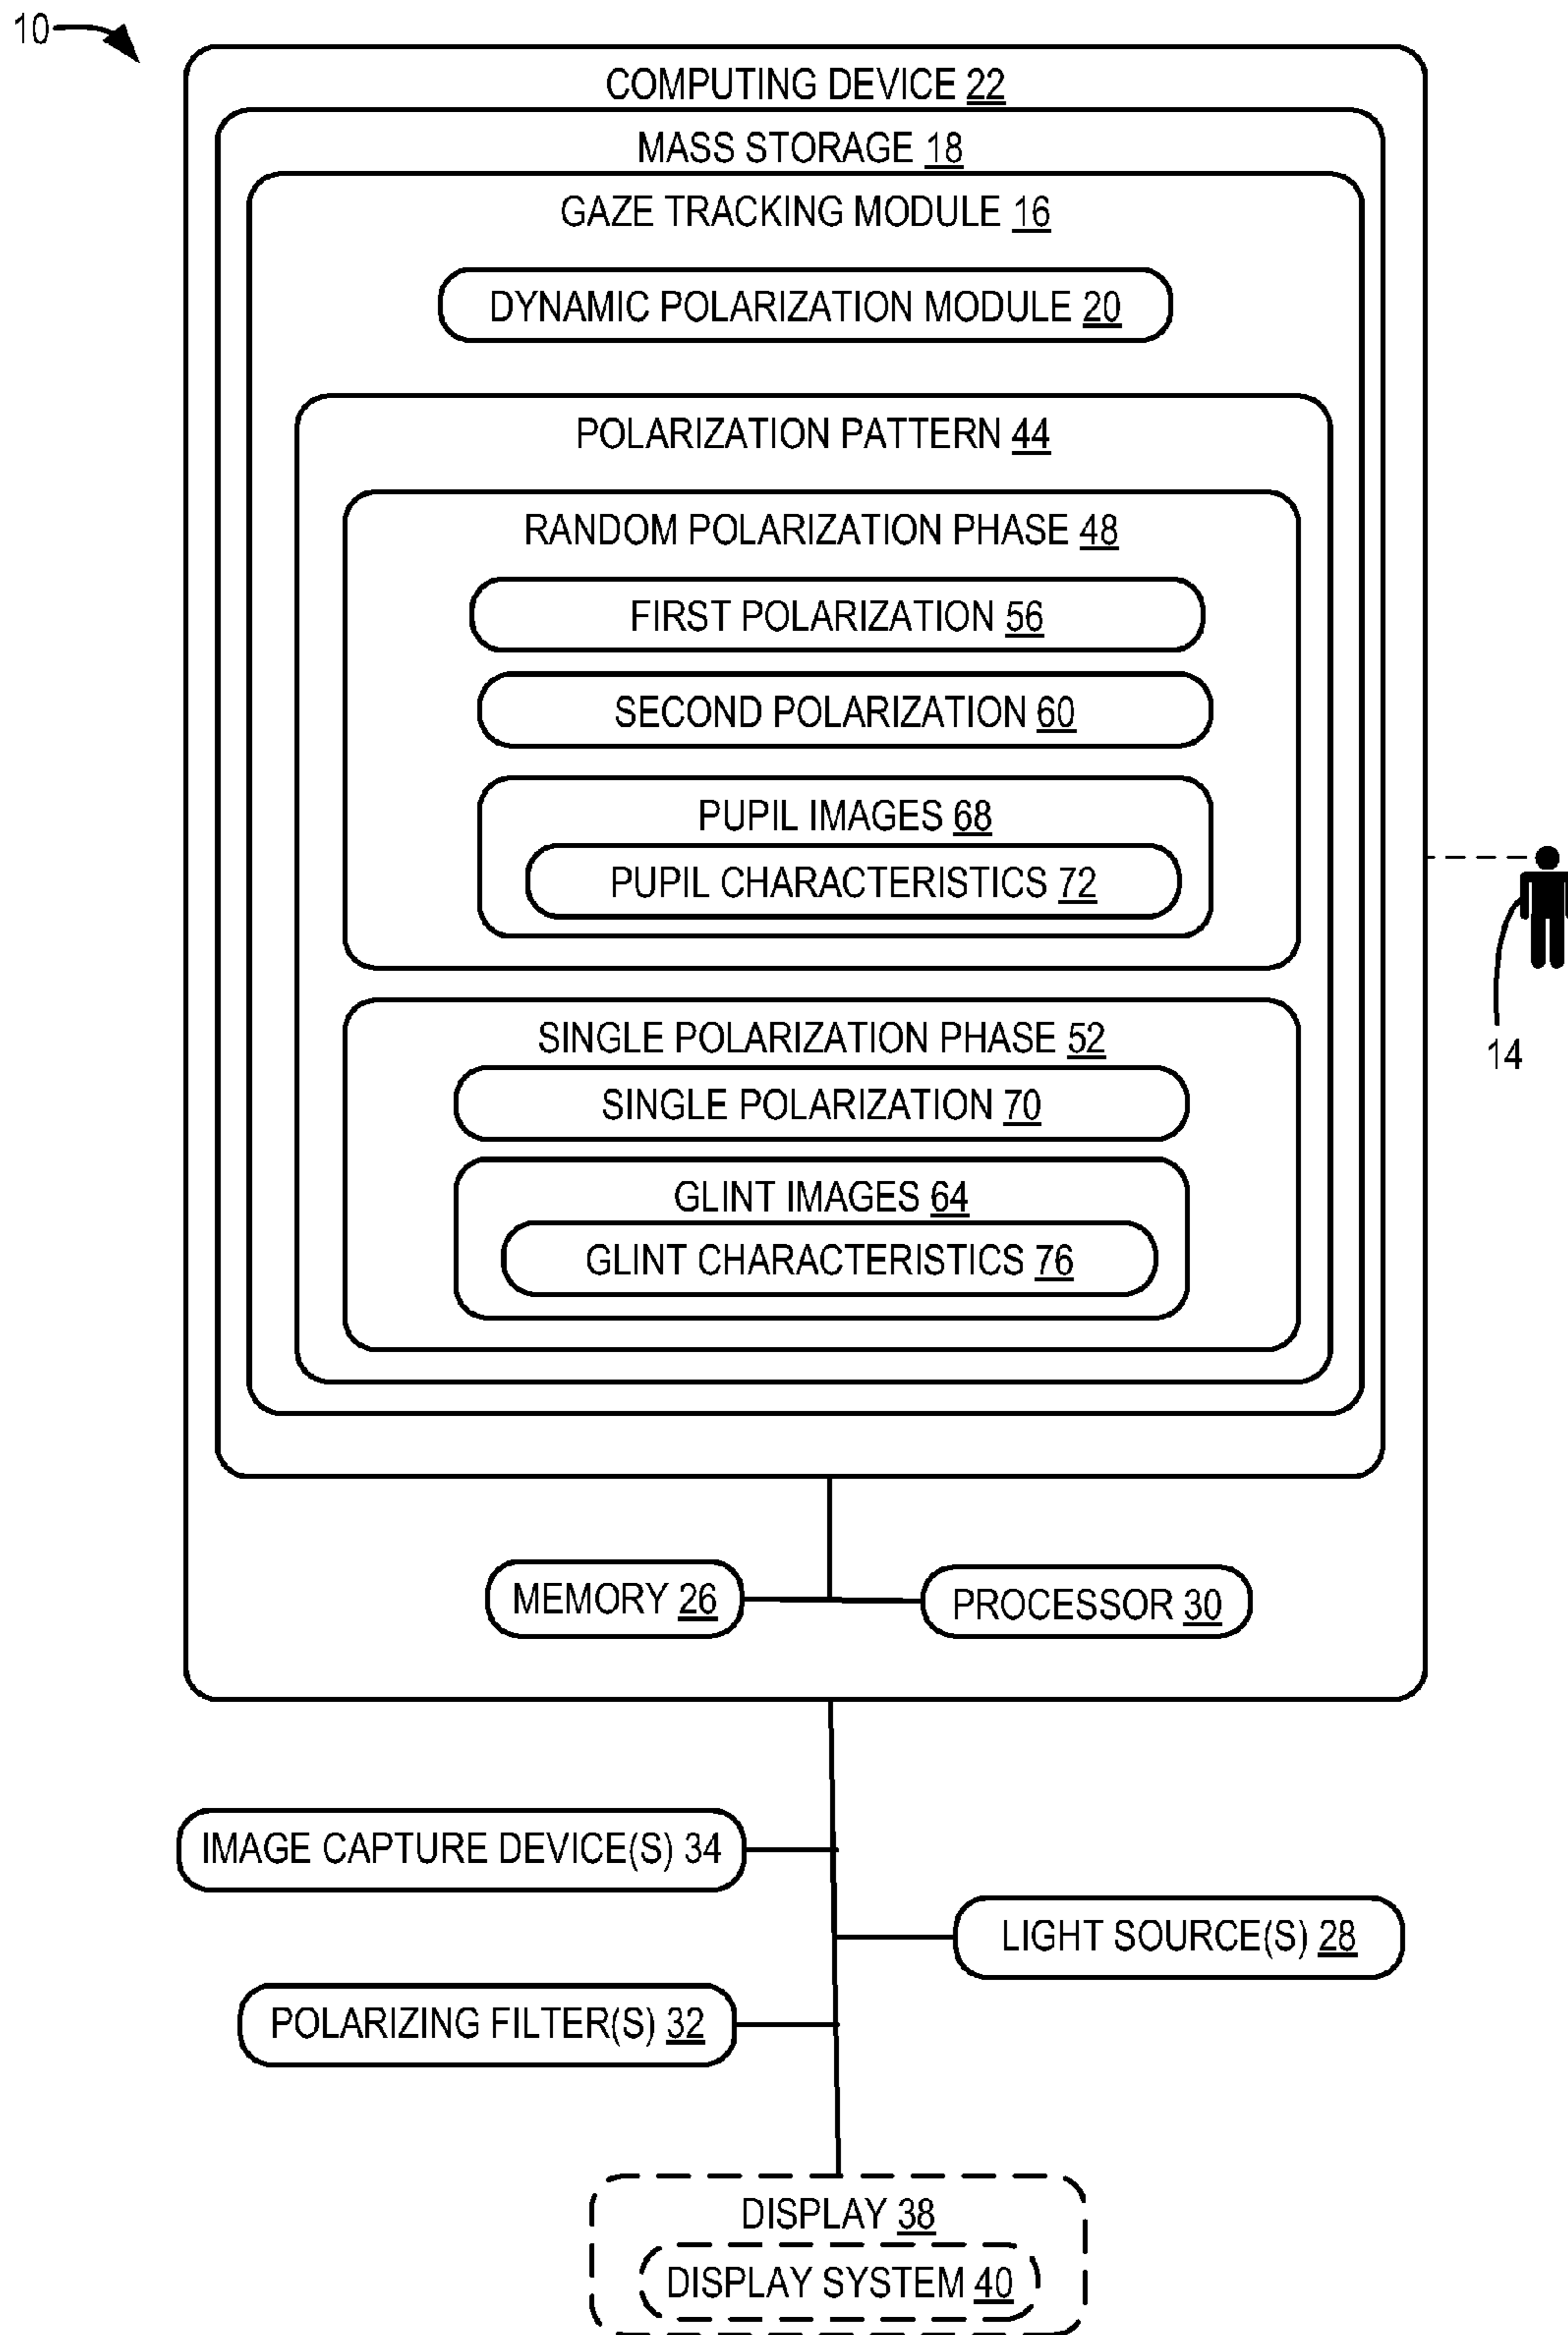 10
COMPUTING DEVICE 22
MASS STORAGE 18
GAZE TRACKING MODULE 16
DYNAMIC POLARIZATION MODULE 20
POLARIZATION PATTERN 44
RANDOM POLARIZATION PHASE 48
FIRST POLARIZATION 56
SECOND POLARIZATION 60
PUPIL IMAGES 68
PUPIL CHARACTERISTICS 72
14
SINGLE POLARIZATION PHASE 52
SINGLE POLARIZATION 70
GLINT IMAGES 64
GLINT CHARACTERISTICS 76
MEMORY 26
PROCESSOR 30
IMAGE CAPTURE DEVICE(S) 34
LIGHT SOURCE(S) 28
POLARIZING FILTER(S) 32
DISPLAY 38
DISPLAY SYSTEM 40